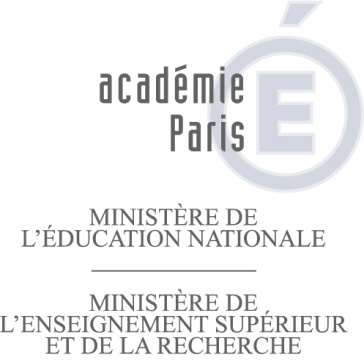 académie
Paris
É
MINISTÈRE DE
L'ÉDUCATION NATIONALE
MINISTÈRE DE
L'ENSEIGNEMENT SUPÉRIEUR
ET DE LA RECHERCHE